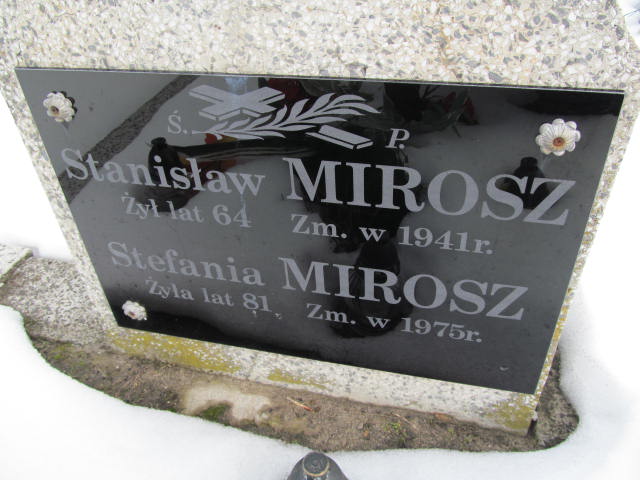 Ś. P.
Stanisław MIROSZ
Żył lat 64 Zm. w 1941r.
Stefania MIROSZ
Żyła lat 81, Zm. w 1975r.